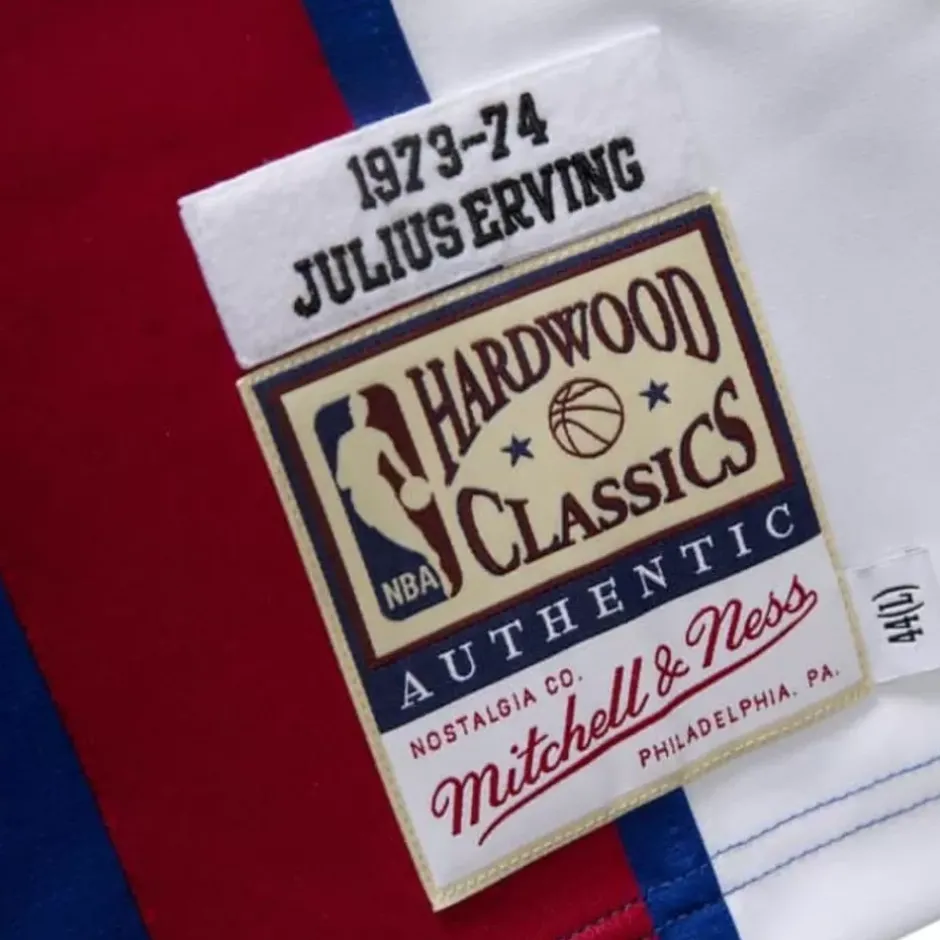 1973-74
JULIUS ERVING
HARDWOOD
CLASSICS
NBA
AUTHENTIC
NOSTALGIA CO.
Mitchell & Ness
PHILADELPHIA, PA.
44(L)